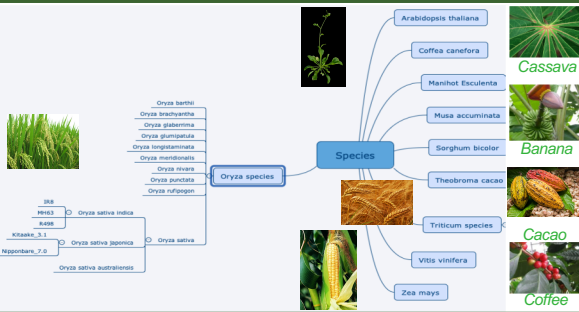 Arabidopsis thaliana
Coffea canefora
Manihot Esculenta
Musa accuminata
Sorghum bicolor
Theobroma cacao
Triticum species
Vitis vinifera
Zea mays
Species
Oryza species
Oryza barthii
Oryza brachyantha
Oryza glaberrima
Oryza glumipatula
Oryza longistaminata
Oryza meridionalis
Oryza nivara
Oryza punctata
Oryza rufipogon
Oryza sativa
Oryza sativa indica
IR8
MH63
R498
Oryza sativa japonica
Kitaake_3.1
Nipponbare_7.0
Oryza sativa australiensis
Cassava
Banana
Cacao
Coffee